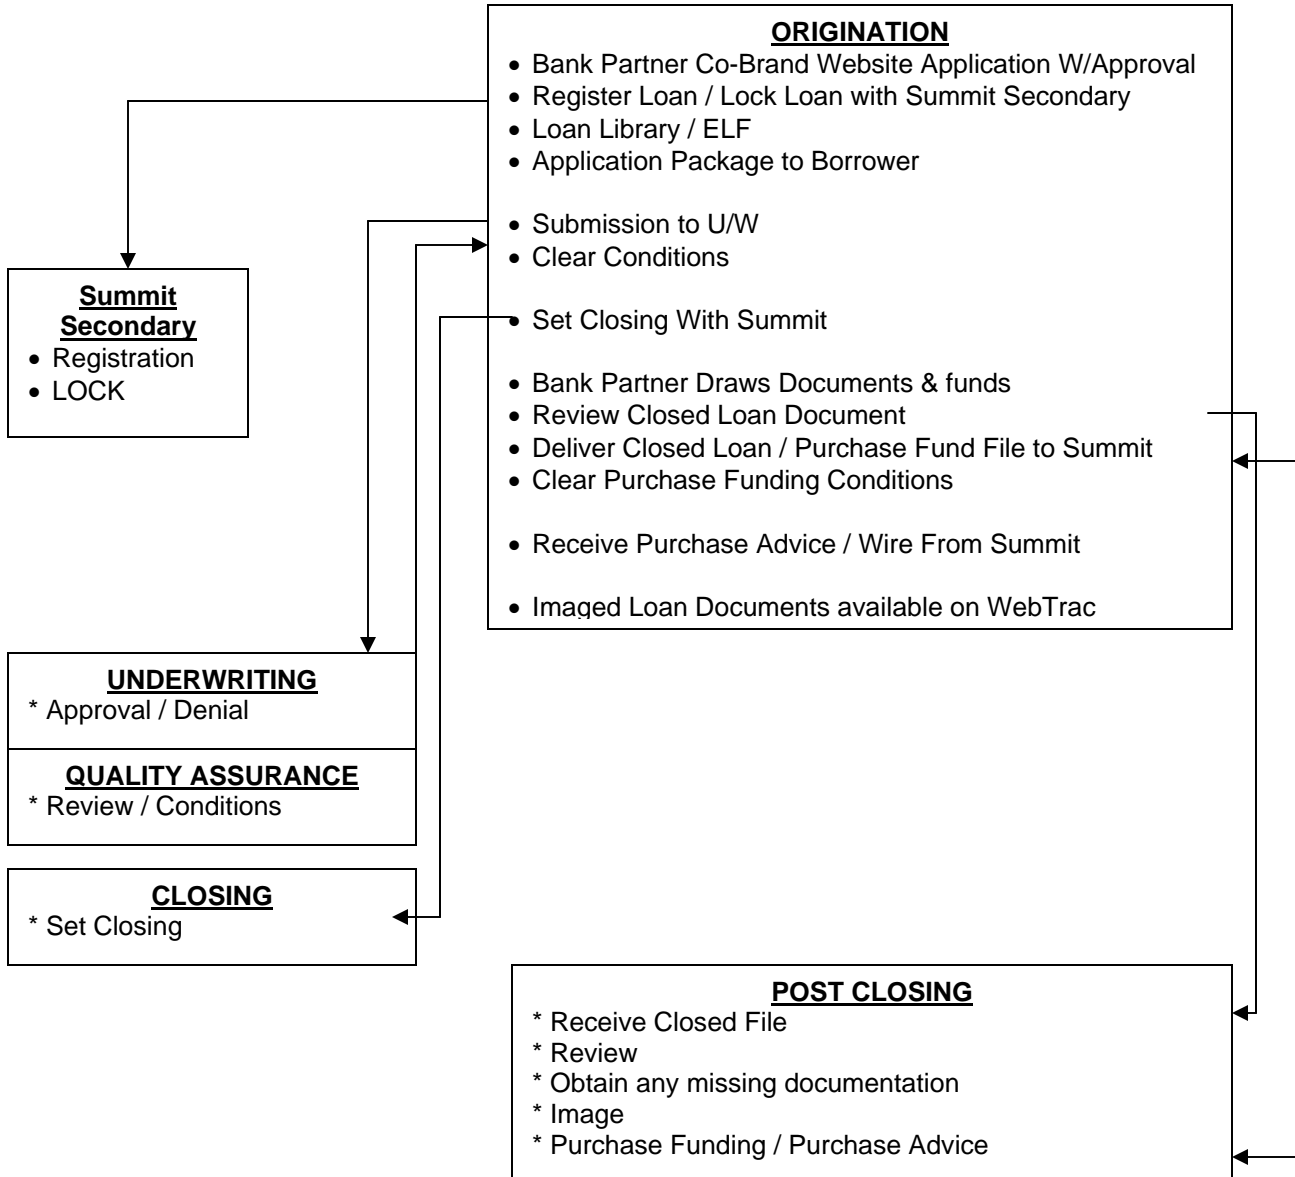 ORIGINATION
• Bank Partner Co-Brand Website Application W/Approval
• Register Loan / Lock Loan with Summit Secondary
• Loan Library / ELF
• Application Package to Borrower
• Submission to U/W
• Clear Conditions
• Set Closing With Summit
• Bank Partner Draws Documents & funds
• Review Closed Loan Document
• Deliver Closed Loan / Purchase Fund File to Summit
• Clear Purchase Funding Conditions
• Receive Purchase Advice / Wire From Summit
• Imaged Loan Documents available on WebTrac
Summit
Secondary
• Registration
• LOCK
UNDERWRITING
* Approval / Denial
QUALITY ASSURANCE
* Review / Conditions
CLOSING
* Set Closing
POST CLOSING
* Receive Closed File
* Review
* Obtain any missing documentation
* Image
* Purchase Funding / Purchase Advice